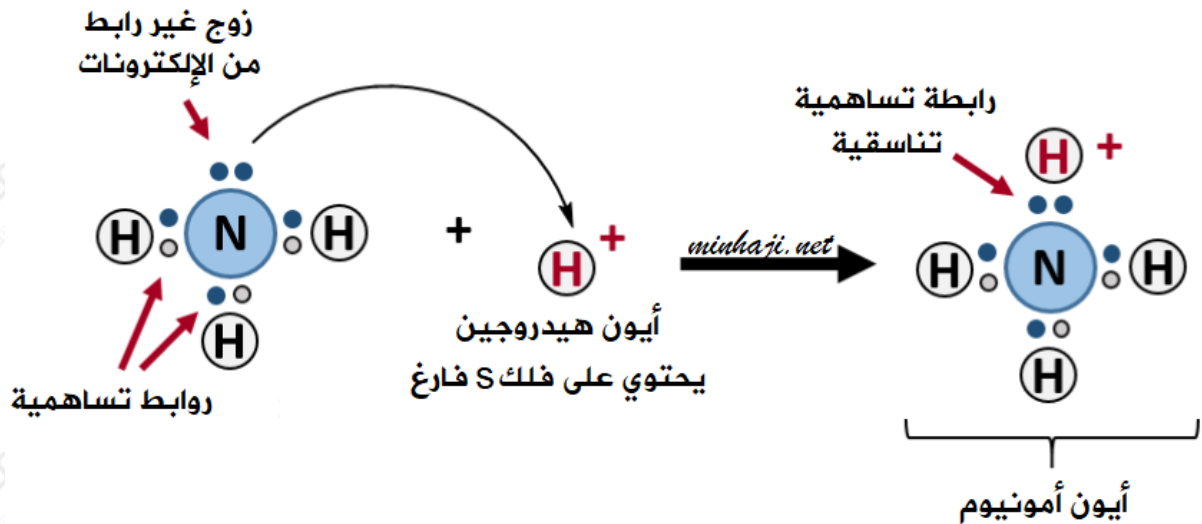 زوج غير رابط
من الإلكترونات
H
N
H
H
روابط تساهمية
+
H +
أيون هيدروجين
يحتوي على فلك S فارغ
minhaji.net
رابطة تساهمية
تناسقية
H +
H
N
H
H
أيون أمونيوم